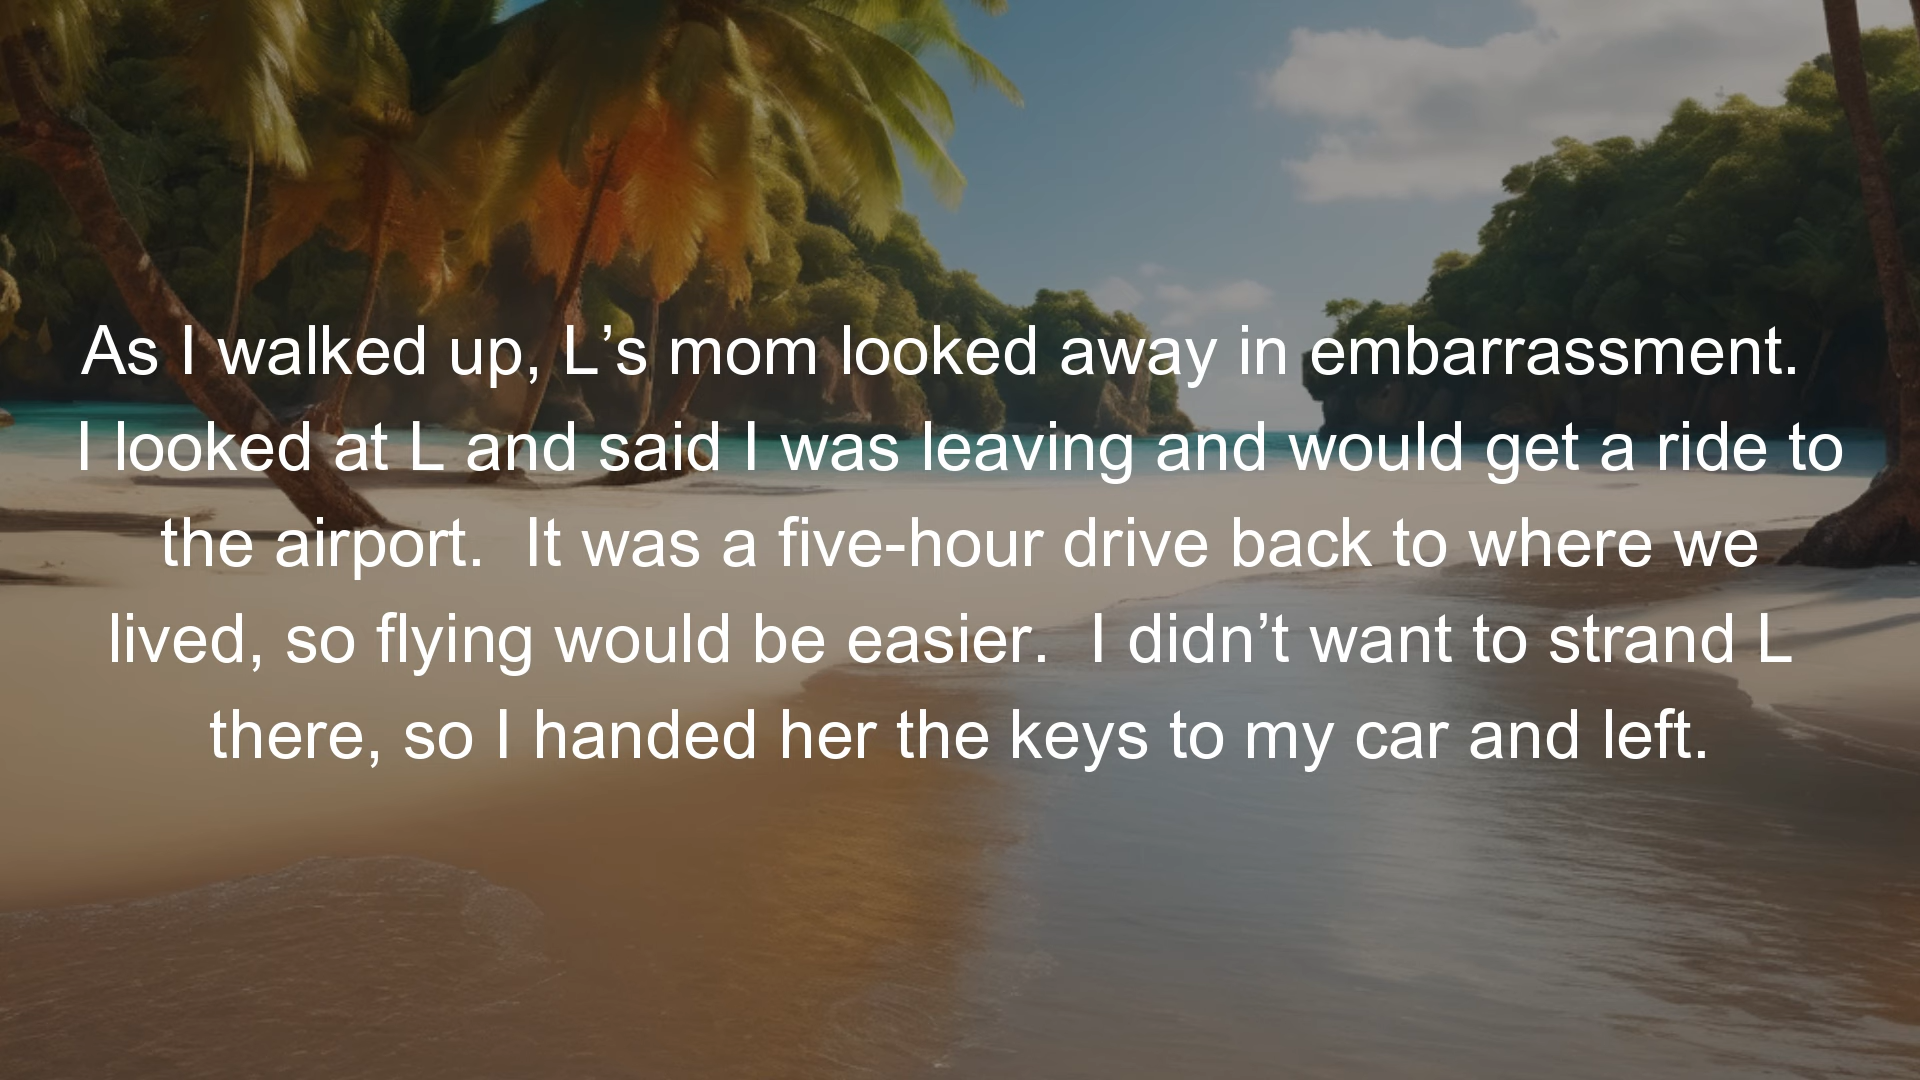 As I walked up, L’s mom looked away in embarrassment.
I looked at L and said I was leaving and would get a ride to
the airport.  It was a five-hour drive back to where we
lived, so flying would be easier.  I didn’t want to strand L
there, so I handed her the keys to my car and left.